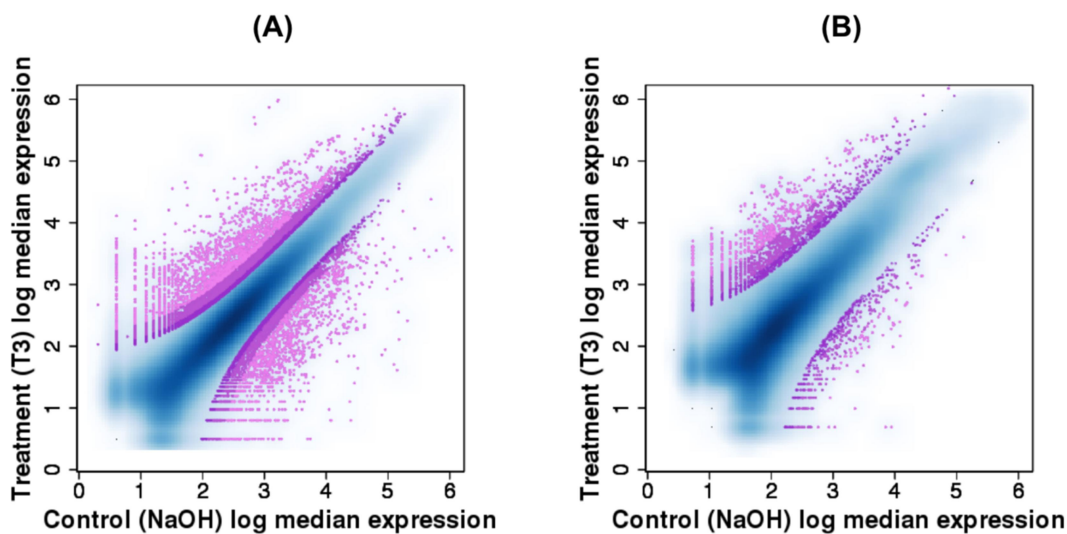 (A)
(B)
Treatment (T3) log median expression
6
5
4
3
2
1
0
0 1 2 3 4 5 6
Control (NaOH) log median expression
Treatment (T3) log median expression
6
5
4
3
2
1
0
0 1 2 3 4 5 6
Control (NaOH) log median expression